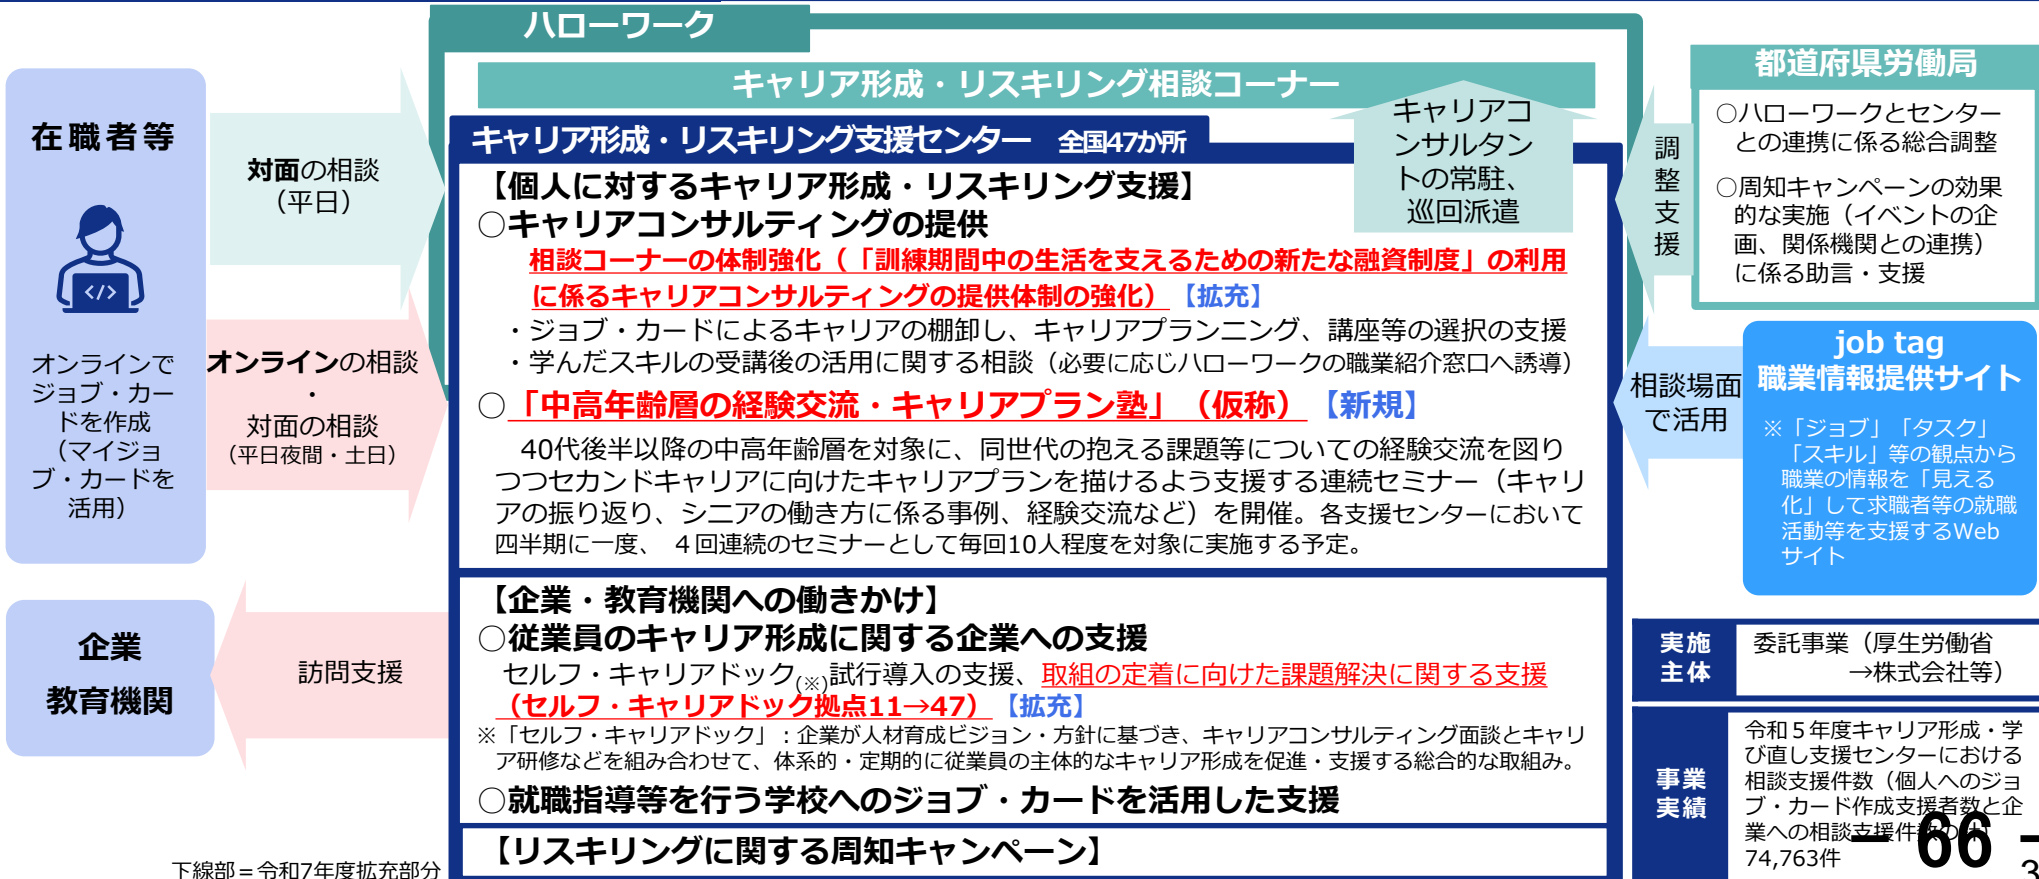 ハローワーク
キャリア形成・リスキリング相談コーナー
キャリアコ
ンサルタン
トの常駐、
巡回派遣
キャリア形成・リスキリング支援センター　全国47か所
在職者等
</>
オンラインで
ジョブ・カー
ドを作成
（マイジョ
ブ・カードを
活用）
対面の相談
（平日）
オンラインの相談
・
対面の相談
（平日夜間・土日）
【個人に対するキャリア形成・リスキリング支援】
○キャリアコンサルティングの提供
相談コーナーの体制強化（「訓練期間中の生活を支えるための新たな融資制度」の利用
に係るキャリアコンサルティングの提供体制の強化）【拡充】
・ジョブ・カードによるキャリアの棚卸し、キャリアプランニング、講座等の選択の支援
・学んだスキルの受講後の活用に関する相談（必要に応じハローワークの職業紹介窓口へ誘導）
○「中高年齢層の経験交流・キャリアプラン塾」（仮称）【新規】
40代後半以降の中高年齢層を対象に、同世代の抱える課題等についての経験交流を図り
つつセカンドキャリアに向けたキャリアプランを描けるよう支援する連続セミナー（キャリ
アの振り返り、シニアの働き方に係る事例、経験交流など）を開催。各支援センターにおいて
四半期に一度、４回連続のセミナーとして毎回10人程度を対象に実施する予定。
企業
教育機関
訪問支援
【企業・教育機関への働きかけ】
○従業員のキャリア形成に関する企業への支援
セルフ・キャリアドック(※)試行導入の支援、取組の定着に向けた課題解決に関する支援
（セルフ・キャリアドック拠点11→47）【拡充】
※「セルフ・キャリアドック」：企業が人材育成ビジョン・方針に基づき、キャリアコンサルティング面談とキャリ
ア研修などを組み合わせて、体系的・定期的に従業員の主体的なキャリア形成を促進・支援する総合的な取組み。
○就職指導等を行う学校へのジョブ・カードを活用した支援
【リスキリングに関する周知キャンペーン】
下線部＝令和7年度拡充部分
調
整
支
援
都道府県労働局
○ハローワークとセンター
との連携に係る総合調整
○周知キャンペーンの効果
的な実施（イベントの企
画、関係機関との連携）
に係る助言・支援
相談場面
で活用
job tag
職業情報提供サイト
※「ジョブ」「タスク」
「スキル」等の観点から
職業の情報を「見える
化」して求職者等の就職
活動等を支援するWeb
サイト
実施
主体
委託事業（厚生労働省
→株式会社等）
事業
実績
令和５年度キャリア形成・学
び直し支援センターにおける
相談支援件数（個人へのジョ
ブ・カード作成支援者数と企
業への相談支援件数の
74,763件
－ 66 －
3